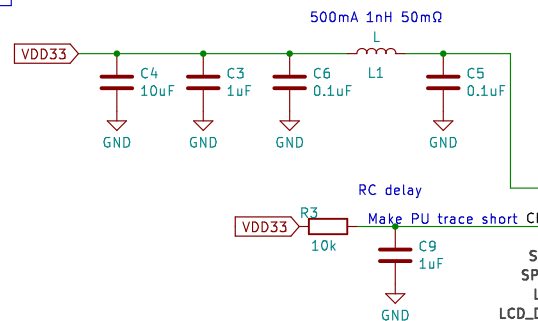 500mA 1nH 50mΩ
L
VDD33
C4
10uF
C3
1uF
C6
0.1uF
L1
C5
0.1uF
GND
GND
GND
GND
RC delay
R3
VDD33
Make PU trace short
10k
C9
1uF
GND
LCD_D